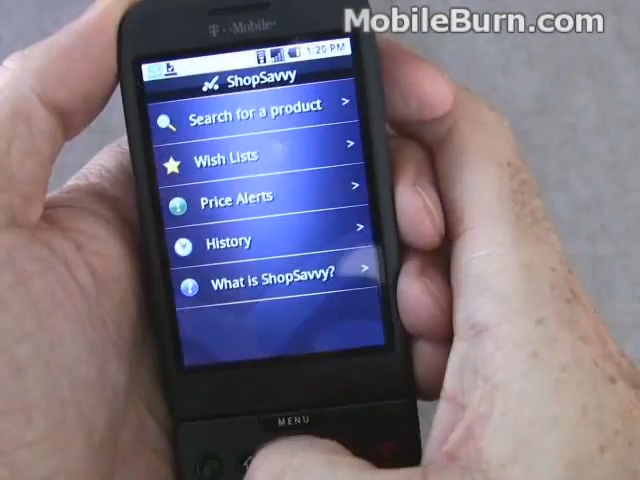 MobileBurn.com
T··Mobile·
1:20 PM
ShopSavvy
Search for a product >
Wish Lists >
Price Alerts >
History >
What is ShopSavvy? >
MENU